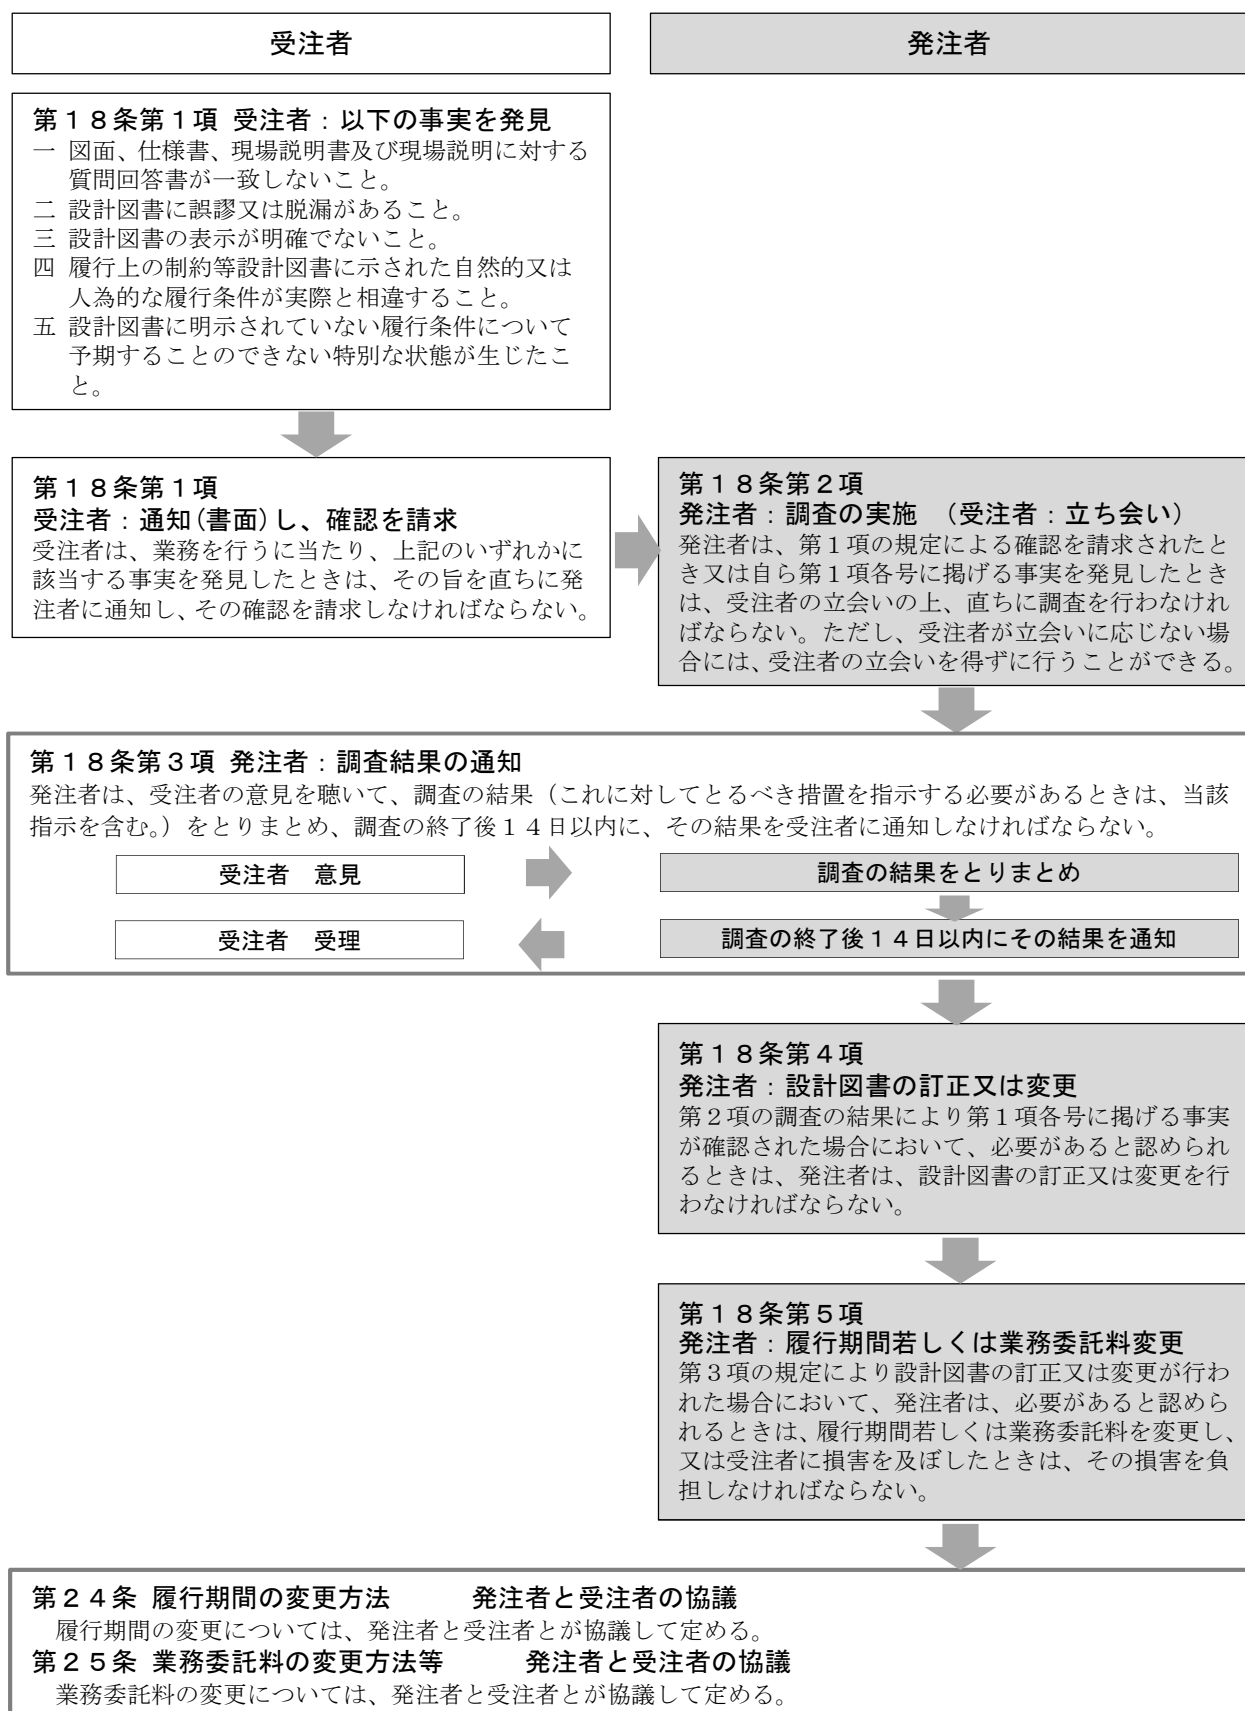 受注者
発注者
第18条第1項 受注者：以下の事実を発見
一 図面、仕様書、現場説明書及び現場説明に対する
質問回答書が一致しないこと。
二 設計図書に誤謬又は脱漏があること。
三 設計図書の表示が明確でないこと。
四 履行上の制約等設計図書に示された自然的又は
人為的な履行条件が実際と相違すること。
五 設計図書に明示されていない履行条件について
予期することのできない特別な状態が生じたこ
と。
第18条第1項
受注者：通知(書面)し、確認を請求
受注者は、業務を行うに当たり、上記のいずれかに
該当する事実を発見したときは、その旨を直ちに発
注者に通知し、その確認を請求しなければならない。
第18条第2項
発注者：調査の実施 （受注者：立ち会い）
発注者は、第1項の規定による確認を請求されたと
き又は自ら第1項各号に掲げる事実を発見したとき
は、受注者の立会いの上、直ちに調査を行わなけれ
ばならない。ただし、受注者が立会いに応じない場
合には、受注者の立会いを得ずに行うことができる。
第18条第3項 発注者：調査結果の通知
発注者は、受注者の意見を聴いて、調査の結果（これに対してとるべき措置を指示する必要があるときは、当該
指示を含む。）をとりまとめ、調査の終了後14日以内に、その結果を受注者に通知しなければならない。
受注者 意見
調査の結果をとりまとめ
受注者 受理
調査の終了後14日以内にその結果を通知
第18条第4項
発注者：設計図書の訂正又は変更
第2項の調査の結果により第1項各号に掲げる事実
が確認された場合において、必要があると認められ
るときは、発注者は、設計図書の訂正又は変更を行
わなければならない。
第18条第5項
発注者：履行期間若しくは業務委託料変更
第3項の規定により設計図書の訂正又は変更が行わ
れた場合において、発注者は、必要があると認めら
れるときは、履行期間若しくは業務委託料を変更し、
又は受注者に損害を及ぼしたときは、その損害を負
担しなければならない。
第24条 履行期間の変更方法 発注者と受注者の協議
履行期間の変更については、発注者と受注者とが協議して定める。
第25条 業務委託料の変更方法等 発注者と受注者の協議
業務委託料の変更については、発注者と受注者とが協議して定める。